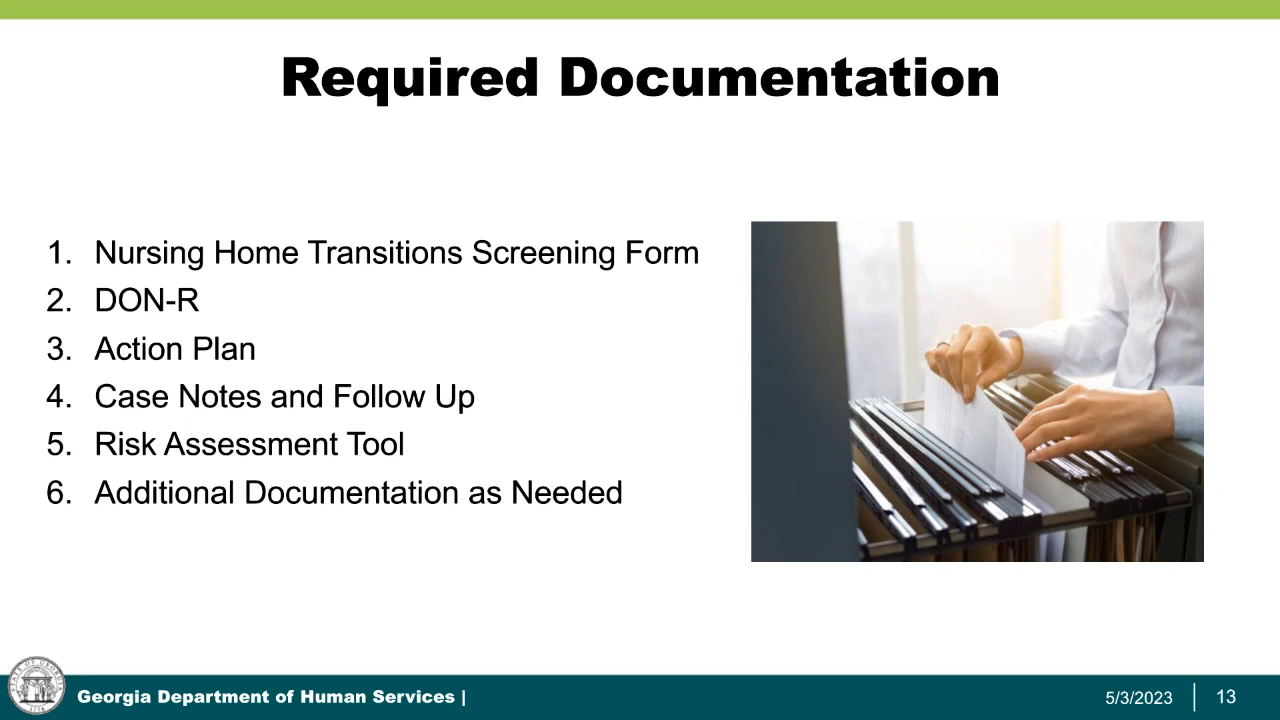 Required Documentation
1. Nursing Home Transitions Screening Form
2. DON-R
3. Action Plan
4. Case Notes and Follow Up
5. Risk Assessment Tool
6. Additional Documentation as Needed
Georgia Department of Human Services |
5/3/2023 | 13